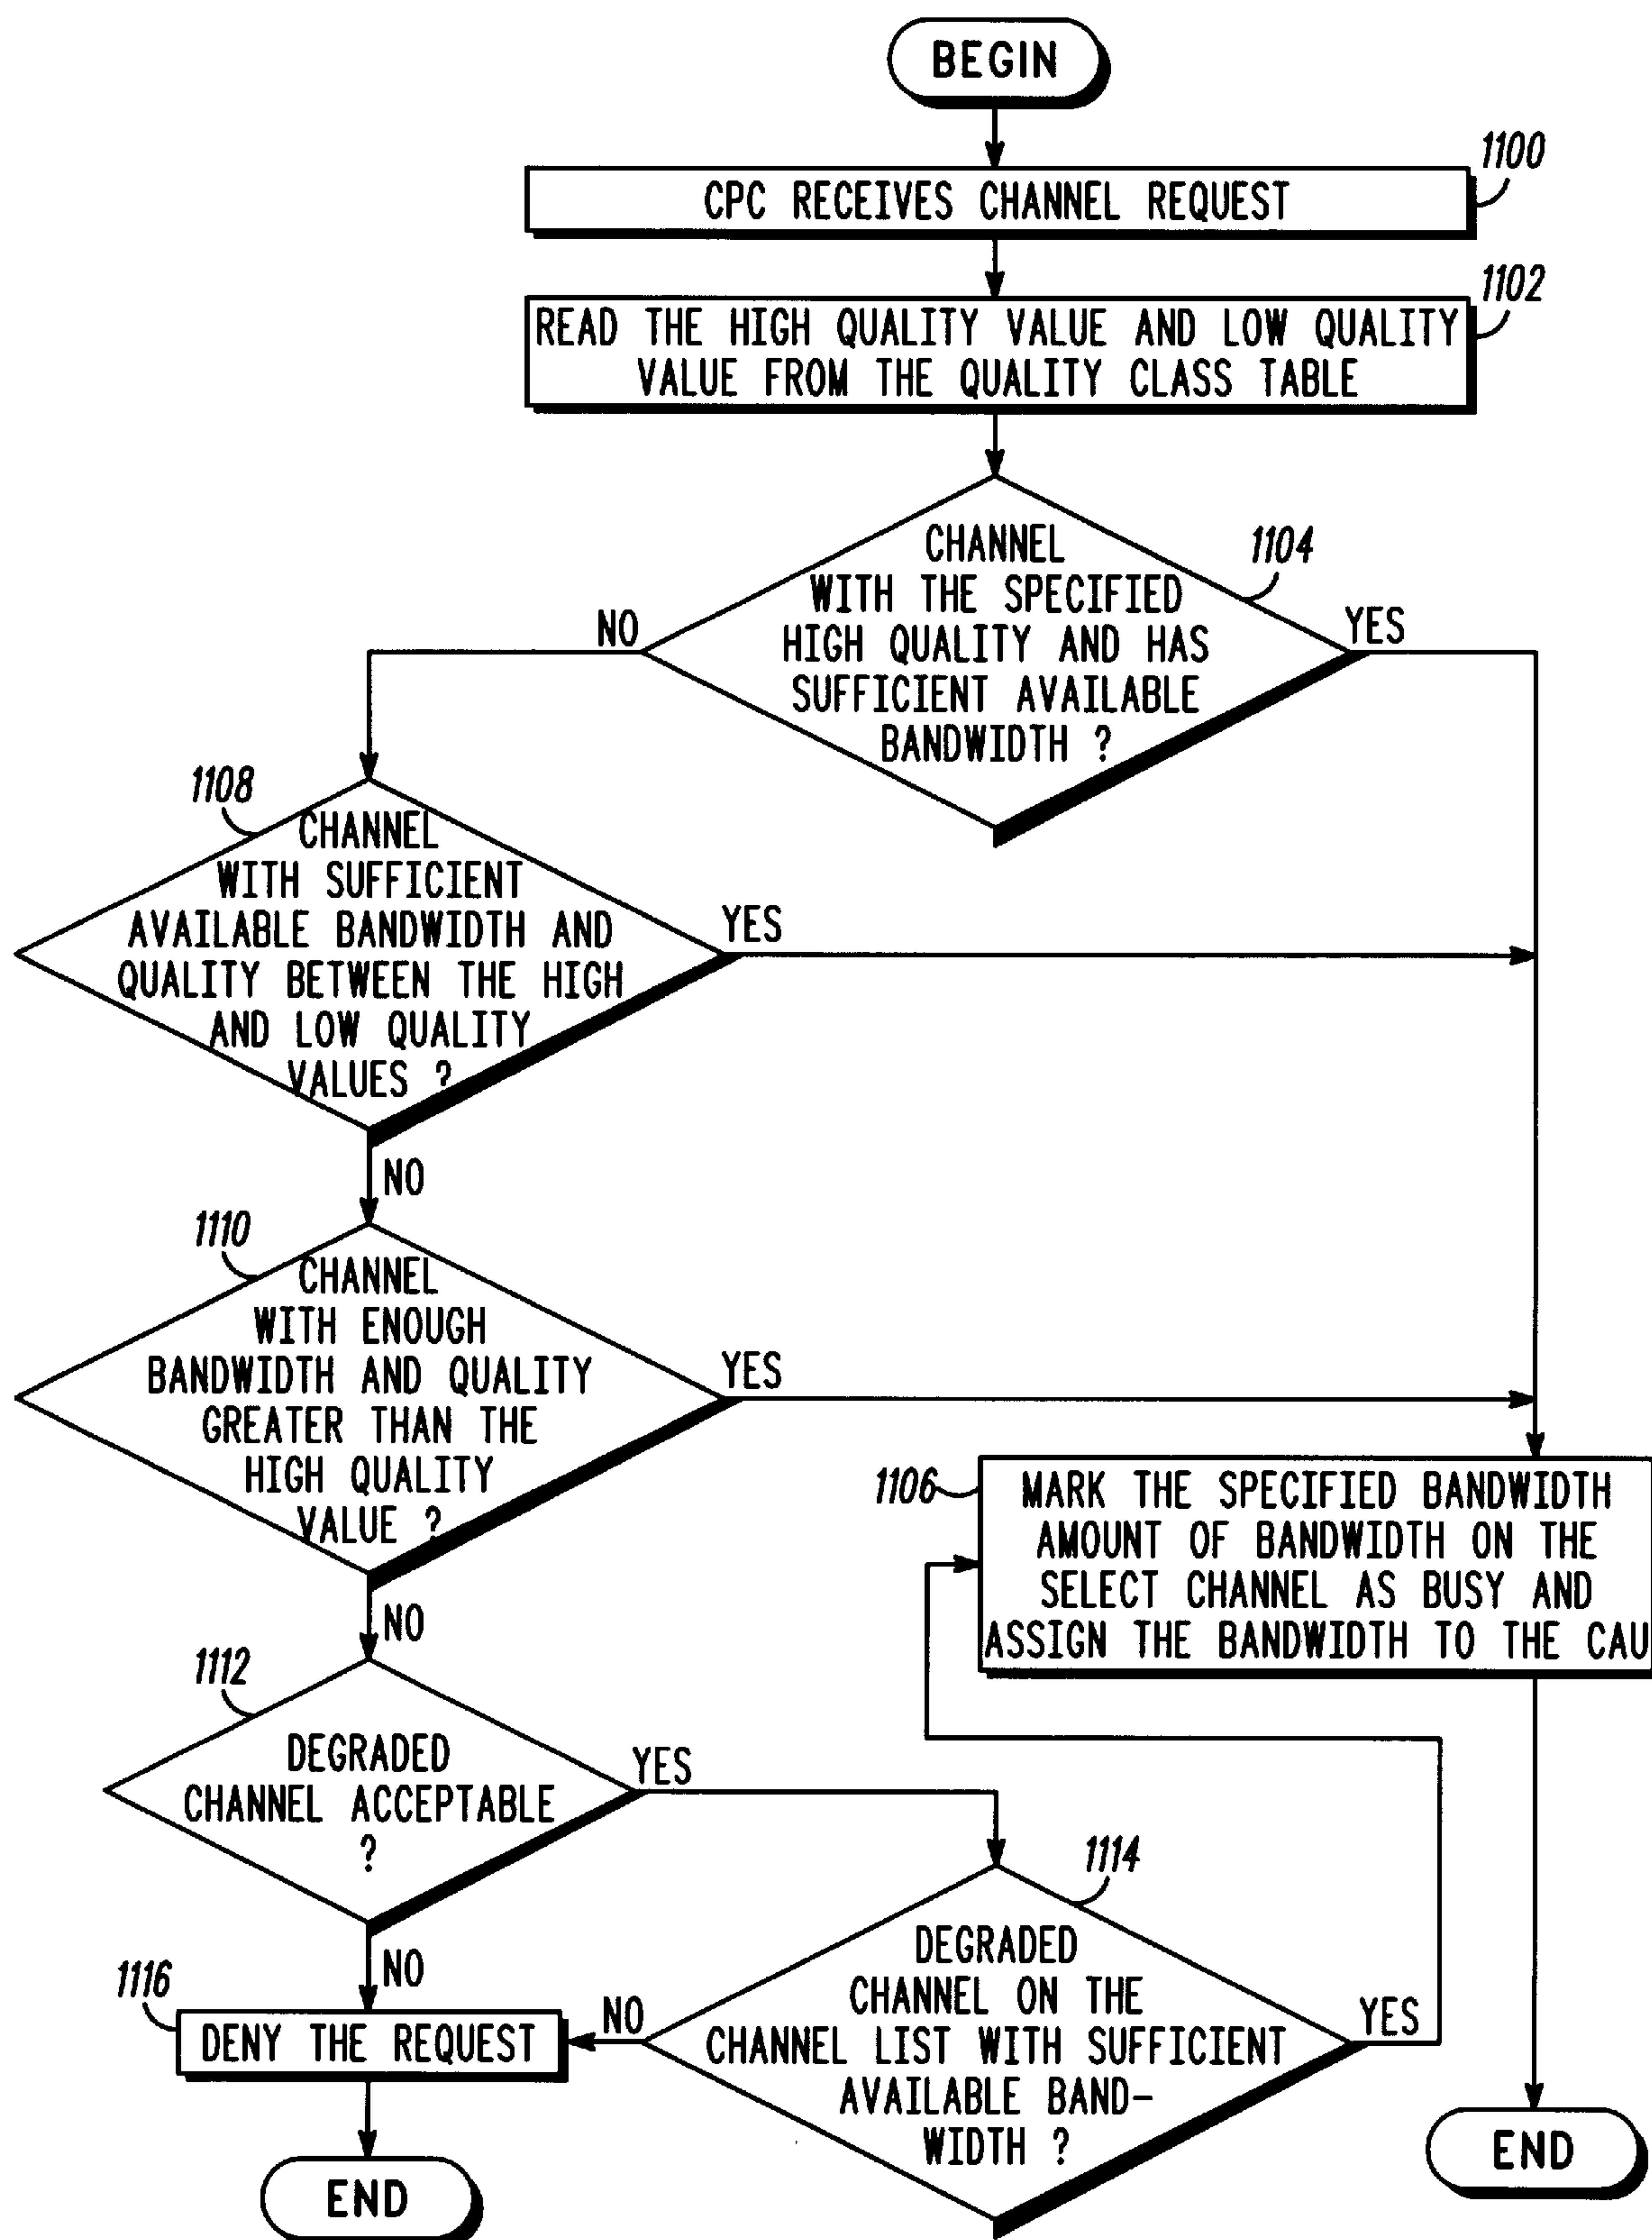 BEGIN
1100
CPC RECEIVES CHANNEL REQUEST
1102
READ THE HIGH QUALITY VALUE AND LOW QUALITY
VALUE FROM THE QUALITY CLASS TABLE
1104
CHANNEL
WITH THE SPECIFIED
HIGH QUALITY AND HAS
SUFFICIENT AVAILABLE
BANDWIDTH ?
NO
YES
1108
CHANNEL
WITH SUFFICIENT
AVAILABLE BANDWIDTH AND
QUALITY BETWEEN THE HIGH
AND LOW QUALITY
VALUES ?
YES
NO
1110
CHANNEL
WITH ENOUGH
BANDWIDTH AND QUALITY
GREATER THAN THE
HIGH QUALITY
VALUE ?
YES
NO
1106
MARK THE SPECIFIED BANDWIDTH
AMOUNT OF BANDWIDTH ON THE
SELECT CHANNEL AS BUSY AND
ASSIGN THE BANDWIDTH TO THE CAU
1112
DEGRADED
CHANNEL ACCEPTABLE
?
YES
NO
1114
DEGRADED
CHANNEL ON THE
CHANNEL LIST WITH SUFFICIENT
AVAILABLE BAND-
WIDTH ?
NO
YES
1116
DENY THE REQUEST
END
END